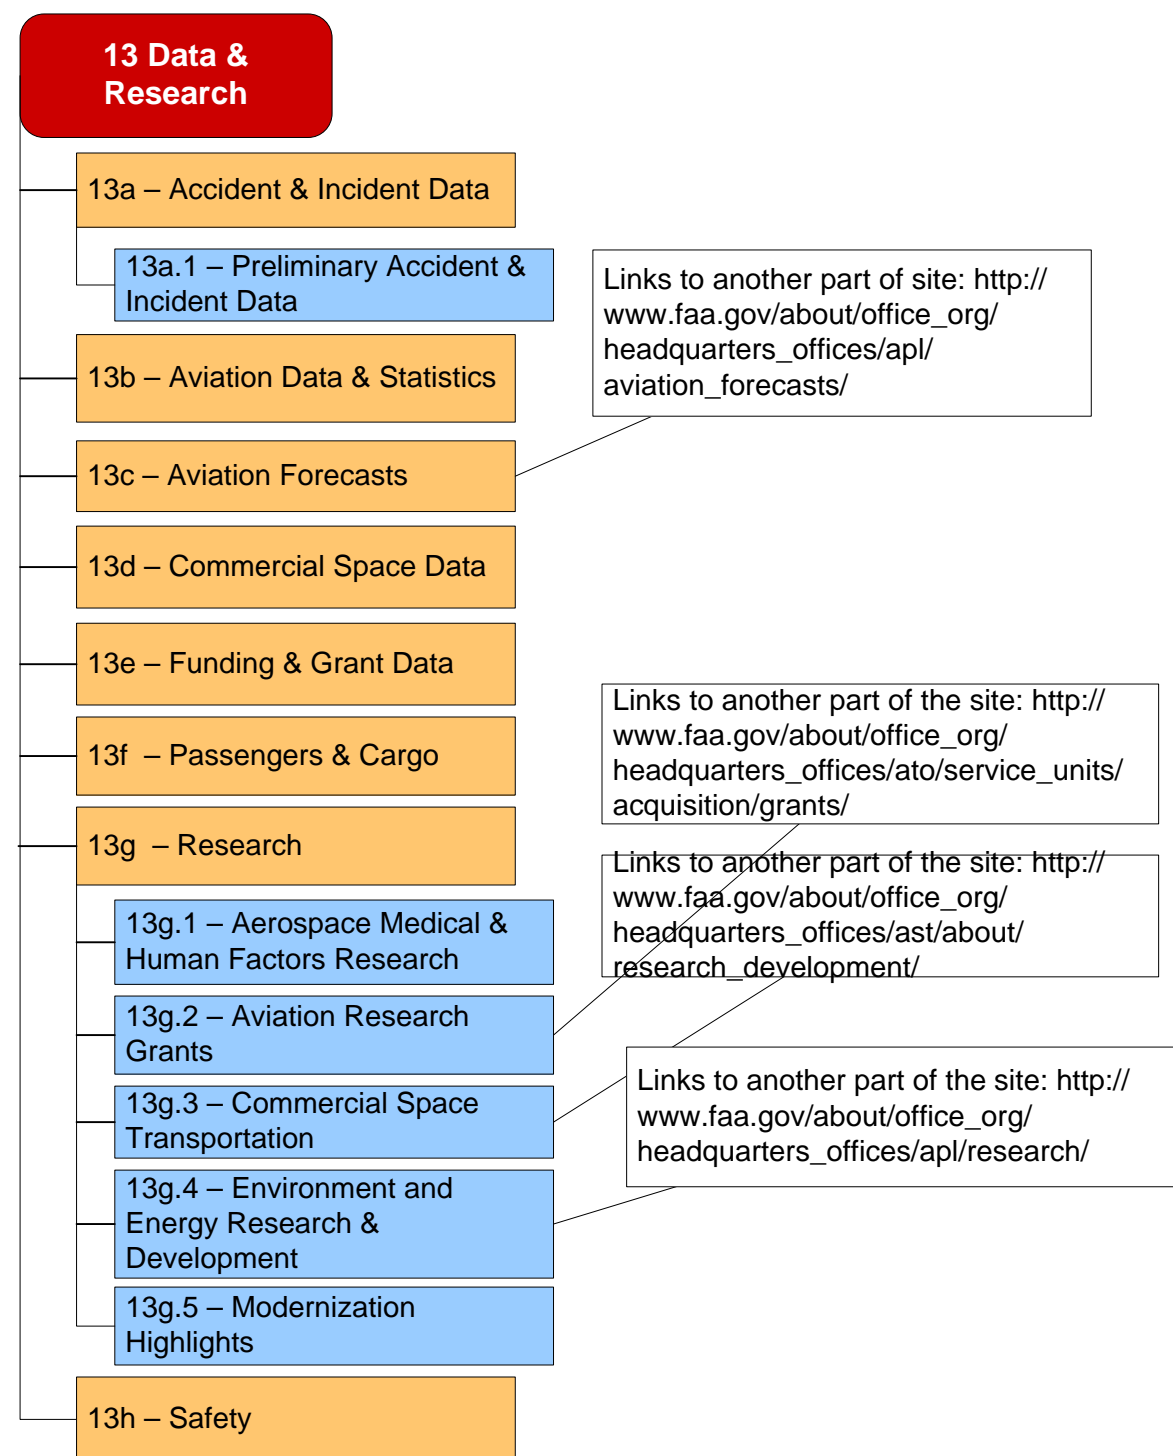 13 Data &
Research
13a – Accident & Incident Data
13a.1 – Preliminary Accident &
Incident Data
Links to another part of site: http://
www.faa.gov/about/office_org/
headquarters_offices/apl/
aviation_forecasts/
13b – Aviation Data & Statistics
13c – Aviation Forecasts
13d – Commercial Space Data
13e – Funding & Grant Data
13f  – Passengers & Cargo
Links to another part of the site: http://
www.faa.gov/about/office_org/
headquarters_offices/ato/service_units/
acquisition/grants/
13g  – Research
Links to another part of the site: http://
www.faa.gov/about/office_org/
headquarters_offices/ast/about/
research_development/
13g.1 – Aerospace Medical &
Human Factors Research
13g.2 – Aviation Research
Grants
13g.3 – Commercial Space
Transportation
Links to another part of the site: http://
www.faa.gov/about/office_org/
headquarters_offices/apl/research/
13g.4 – Environment and
Energy Research &
Development
13g.5 – Modernization
Highlights
13h – Safety